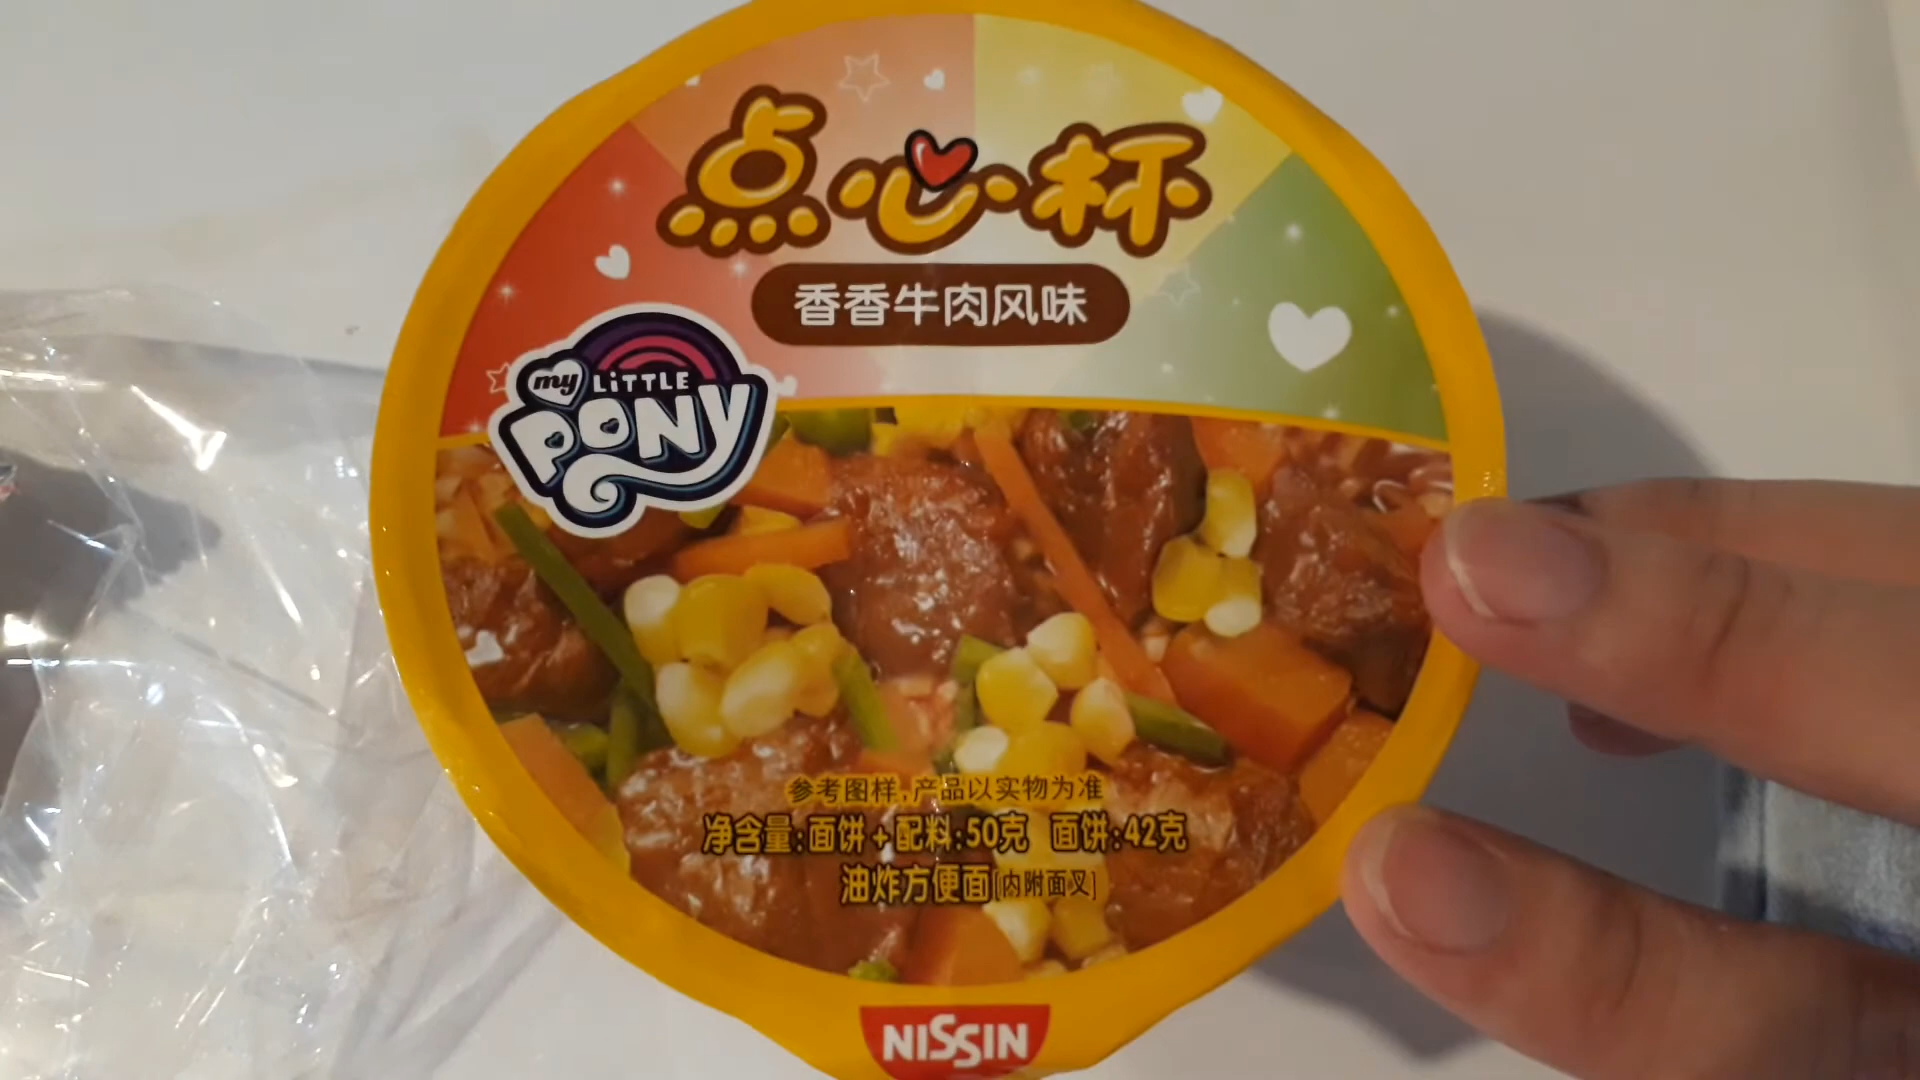 点心杯
香香牛肉风味
my LiTTLE
PONY
参考图样,产品以实物为准
净含量:面饼+配料:50克 面饼:42克
油炸方便面[内附面叉]
NISSIN